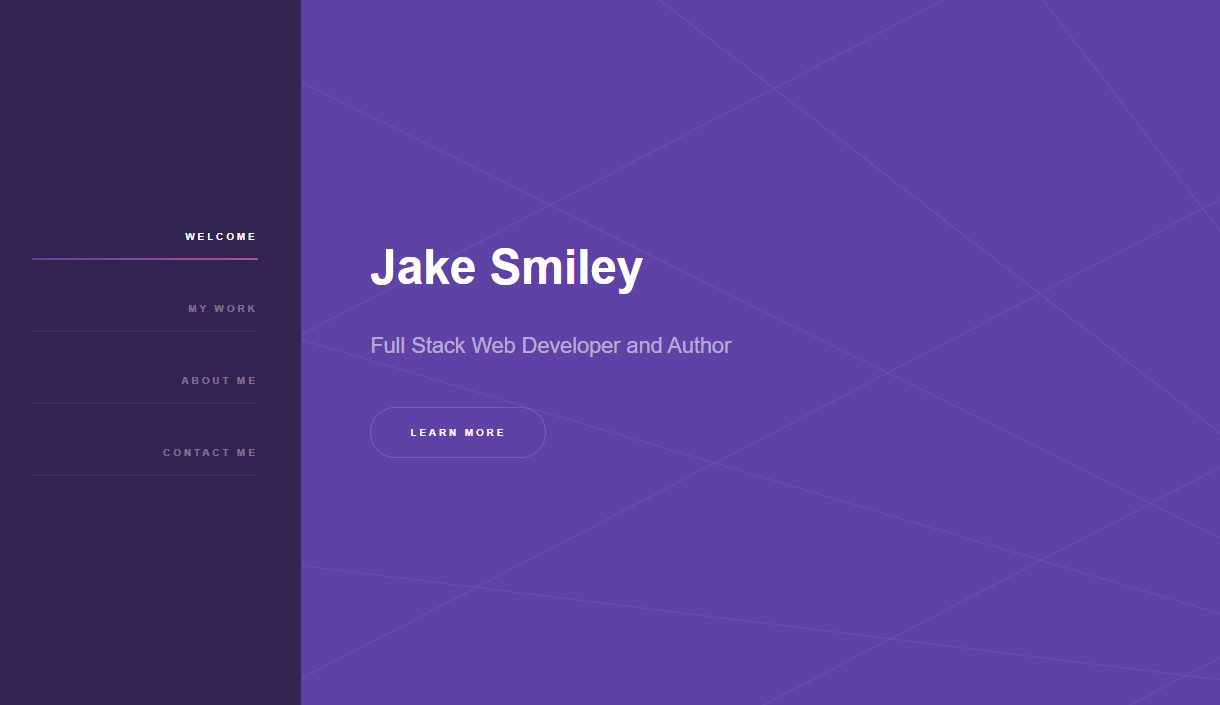 WELCOME
MY WORK
ABOUT ME
CONTACT ME
Jake Smiley
Full Stack Web Developer and Author
LEARN MORE